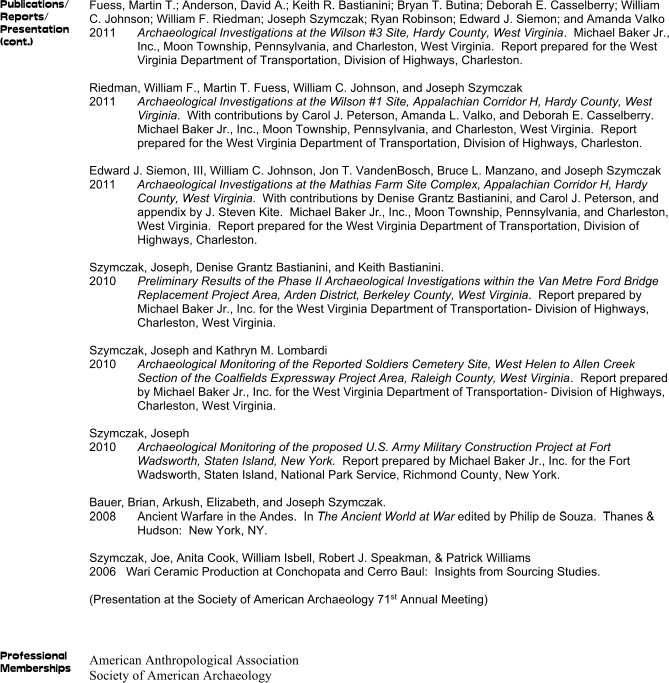 Publications/
Reports/
Presentation
(cont.)
Fuess, Martin T.; Anderson, David A.; Keith R. Bastianini; Bryan T. Butina; Deborah E. Casselberry; William
C. Johnson; William F. Riedman; Joseph Szymczak; Ryan Robinson; Edward J. Siemon; and Amanda Valko
2011 Archaeological Investigations at the Wilson #3 Site, Hardy County, West Virginia. Michael Baker Jr.,
Inc., Moon Township, Pennsylvania, and Charleston, West Virginia. Report prepared for the West
Virginia Department of Transportation, Division of Highways, Charleston.
Riedman, William F., Martin T. Fuess, William C. Johnson, and Joseph Szymczak
2011 Archaeological Investigations at the Wilson #1 Site, Appalachian Corridor H, Hardy County, West
Virginia. With contributions by Carol J. Peterson, Amanda L. Valko, and Deborah E. Casselberry.
Michael Baker Jr., Inc., Moon Township, Pennsylvania, and Charleston, West Virginia. Report
prepared for the West Virginia Department of Transportation, Division of Highways, Charleston.
Edward J. Siemon, III, William C. Johnson, Jon T. VandenBosch, Bruce L. Manzano, and Joseph Szymczak
2011 Archaeological Investigations at the Mathias Farm Site Complex, Appalachian Corridor H, Hardy
County, West Virginia. With contributions by Denise Grantz Bastianini, and Carol J. Peterson, and
appendix by J. Steven Kite. Michael Baker Jr., Inc., Moon Township, Pennsylvania, and Charleston,
West Virginia. Report prepared for the West Virginia Department of Transportation, Division of
Highways, Charleston.
Szymczak, Joseph, Denise Grantz Bastianini, and Keith Bastianini.
2010 Preliminary Results of the Phase II Archaeological Investigations within the Van Metre Ford Bridge
Replacement Project Area, Arden District, Berkeley County, West Virginia. Report prepared by
Michael Baker Jr., Inc. for the West Virginia Department of Transportation- Division of Highways,
Charleston, West Virginia.
Szymczak, Joseph and Kathryn M. Lombardi
2010 Archaeological Monitoring of the Reported Soldiers Cemetery Site, West Helen to Allen Creek
Section of the Coalfields Expressway Project Area, Raleigh County, West Virginia. Report prepared
by Michael Baker Jr., Inc. for the West Virginia Department of Transportation- Division of Highways,
Charleston, West Virginia.
Szymczak, Joseph
2010 Archaeological Monitoring of the proposed U.S. Army Military Construction Project at Fort
Wadsworth, Staten Island, New York. Report prepared by Michael Baker Jr., Inc. for the Fort
Wadsworth, Staten Island, National Park Service, Richmond County, New York.
Bauer, Brian, Arkush, Elizabeth, and Joseph Szymczak.
2008 Ancient Warfare in the Andes. In The Ancient World at War edited by Philip de Souza. Thanes &
Hudson: New York, NY.
Szymczak, Joe, Anita Cook, William Isbell, Robert J. Speakman, & Patrick Williams
2006 Wari Ceramic Production at Conchopata and Cerro Baul: Insights from Sourcing Studies.
(Presentation at the Society of American Archaeology 71st Annual Meeting)
Professional
Memberships
American Anthropological Association
Society of American Archaeology